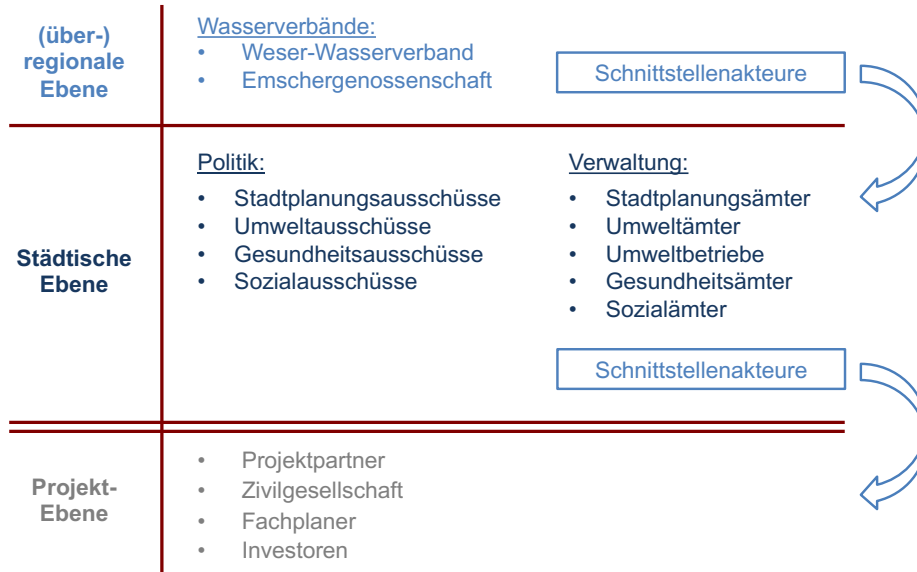 (über-)
regionale
Ebene
Wasserverbände:
• Weser-Wasserverband
• Emschergenossenschaft
Schnittstellenakteure
Städtische
Ebene
Politik:
• Stadtplanungsausschüsse
• Umweltausschüsse
• Gesundheitsausschüsse
• Sozialausschüsse
Verwaltung:
• Stadtplanungsämter
• Umweltämter
• Umweltbetriebe
• Gesundheitsämter
• Sozialämter
Schnittstellenakteure
Projekt-
Ebene
• Projektpartner
• Zivilgesellschaft
• Fachplaner
• Investoren